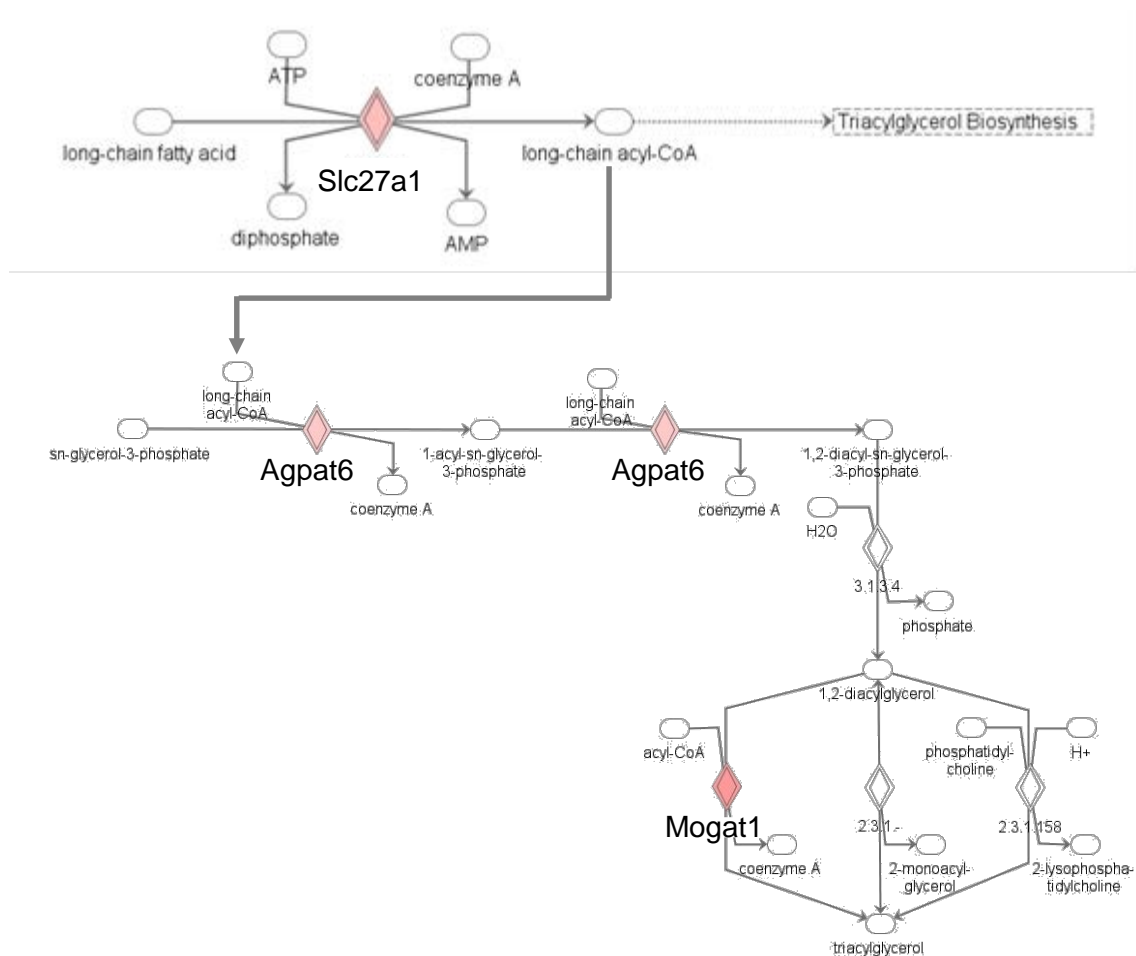 ATP
coenzyme A
long-chain fatty acid
long-chain acyl-CoA
Triacylglycerol Biosynthesis
Slc27a1
diphosphate
AMP
long-chain
acyl-CoA
long-chain
acyl-CoA
sn-glycerol-3-phosphate
Agpat6
1-acyl-sn-glycerol-
3-phosphate
Agpat6
1,2-diacyl-sn-glycerol-
3-phosphate
coenzyme A
coenzyme A
H2O
3.1.3.4
phosphate
1,2-diacylglycerol
acyl-CoA
phosphatidyl-
choline
H+
Mogat1
2.3.1.-
2.3.1.158
coenzyme A
2-monoacyl-
glycerol
2-lysophospha-
tidylcholine
triacylglycerol